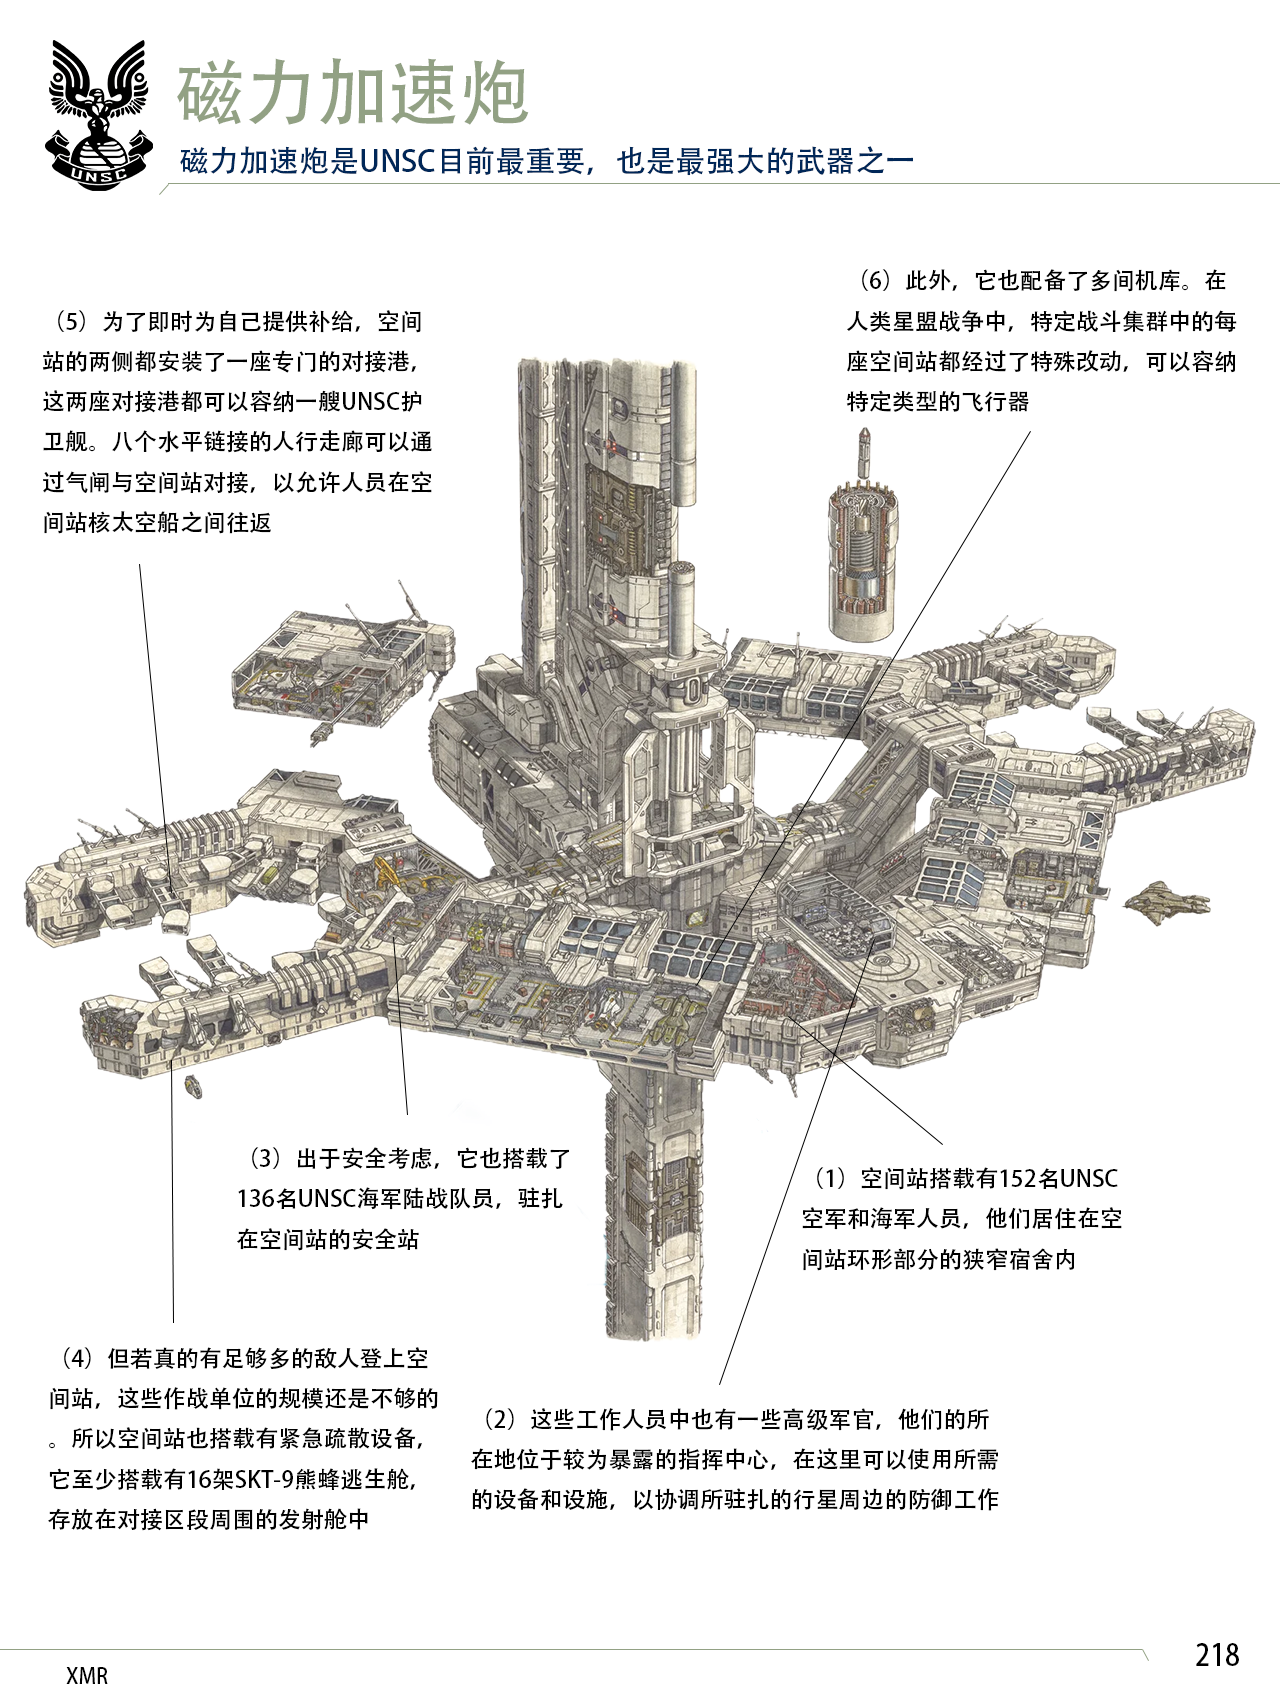 UNSC
磁力加速炮
磁力加速炮是UNSC目前最重要，也是最强大的武器之一
（6）此外，它也配备了多间机库。在
人类星盟战争中，特定战斗集群中的每
座空间站都经过了特殊改动，可以容纳
特定类型的飞行器
（5）为了即时为自己提供补给，空间
站的两侧都安装了一座专门的对接港，
这两座对接港都可以容纳一艘UNSC护
卫舰。八个水平链接的人行走廊可以通
过气闸与空间站对接，以允许人员在空
间站核太空船之间往返
（3）出于安全考虑，它也搭载了
136名UNSC海军陆战队员，驻扎
在空间站的安全站
（1）空间站搭载有152名UNSC
空军和海军人员，他们居住在空
间站环形部分的狭窄宿舍内
（4）但若真的有足够多的敌人登上空
间站，这些作战单位的规模还是不够的
。所以空间站也搭载有紧急疏散设备，
它至少搭载有16架SKT-9熊蜂逃生舱，
存放在对接区段周围的发射舱中
（2）这些工作人员中也有一些高级军官，他们的所
在地位于较为暴露的指挥中心，在这里可以使用所需
的设备和设施，以协调所驻扎的行星周边的防御工作
218
XMR